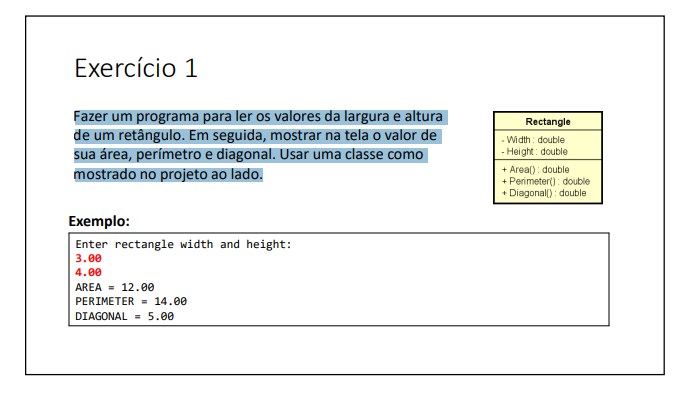 Exercício 1
Fazer um programa para ler os valores da largura e altura
de um retângulo. Em seguida, mostrar na tela o valor de
sua área, perímetro e diagonal. Usar uma classe como
mostrado no projeto ao lado.
Rectangle
- Width : double
- Height : double
+ Area() : double
+ Perimeter() : double
+ Diagonal() : double
Exemplo:
Enter rectangle width and height:
3.00
4.00
AREA = 12.00
PERIMETER = 14.00
DIAGONAL = 5.00